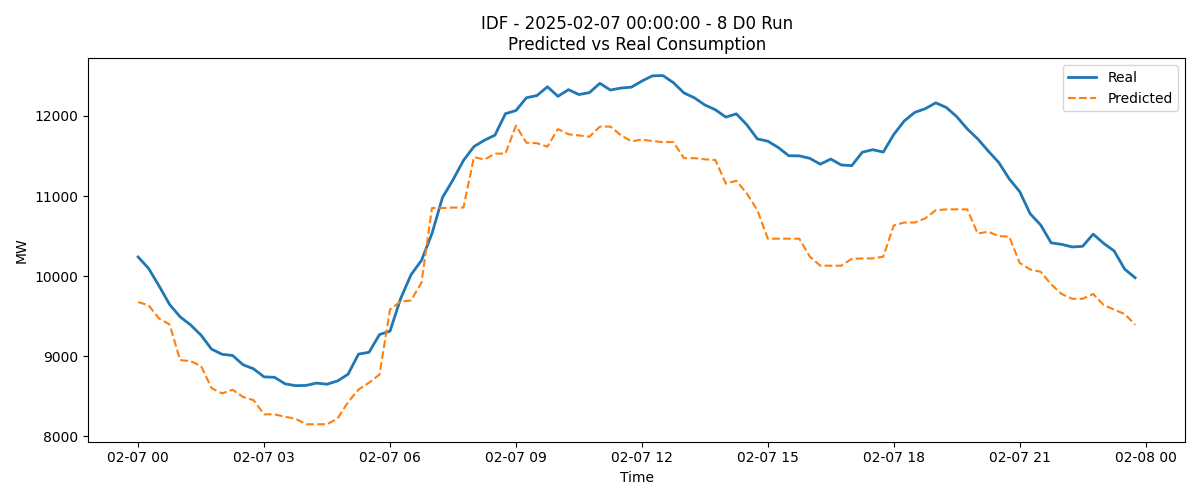 IDF - 2025-02-07 00:00:00 - 8 D0 Run
Predicted vs Real Consumption
Real
Predicted
12000
11000
10000
9000
8000
MW
02-07 00
02-07 03
02-07 06
02-07 09
02-07 12
02-07 15
02-07 18
02-07 21
02-08 00
Time